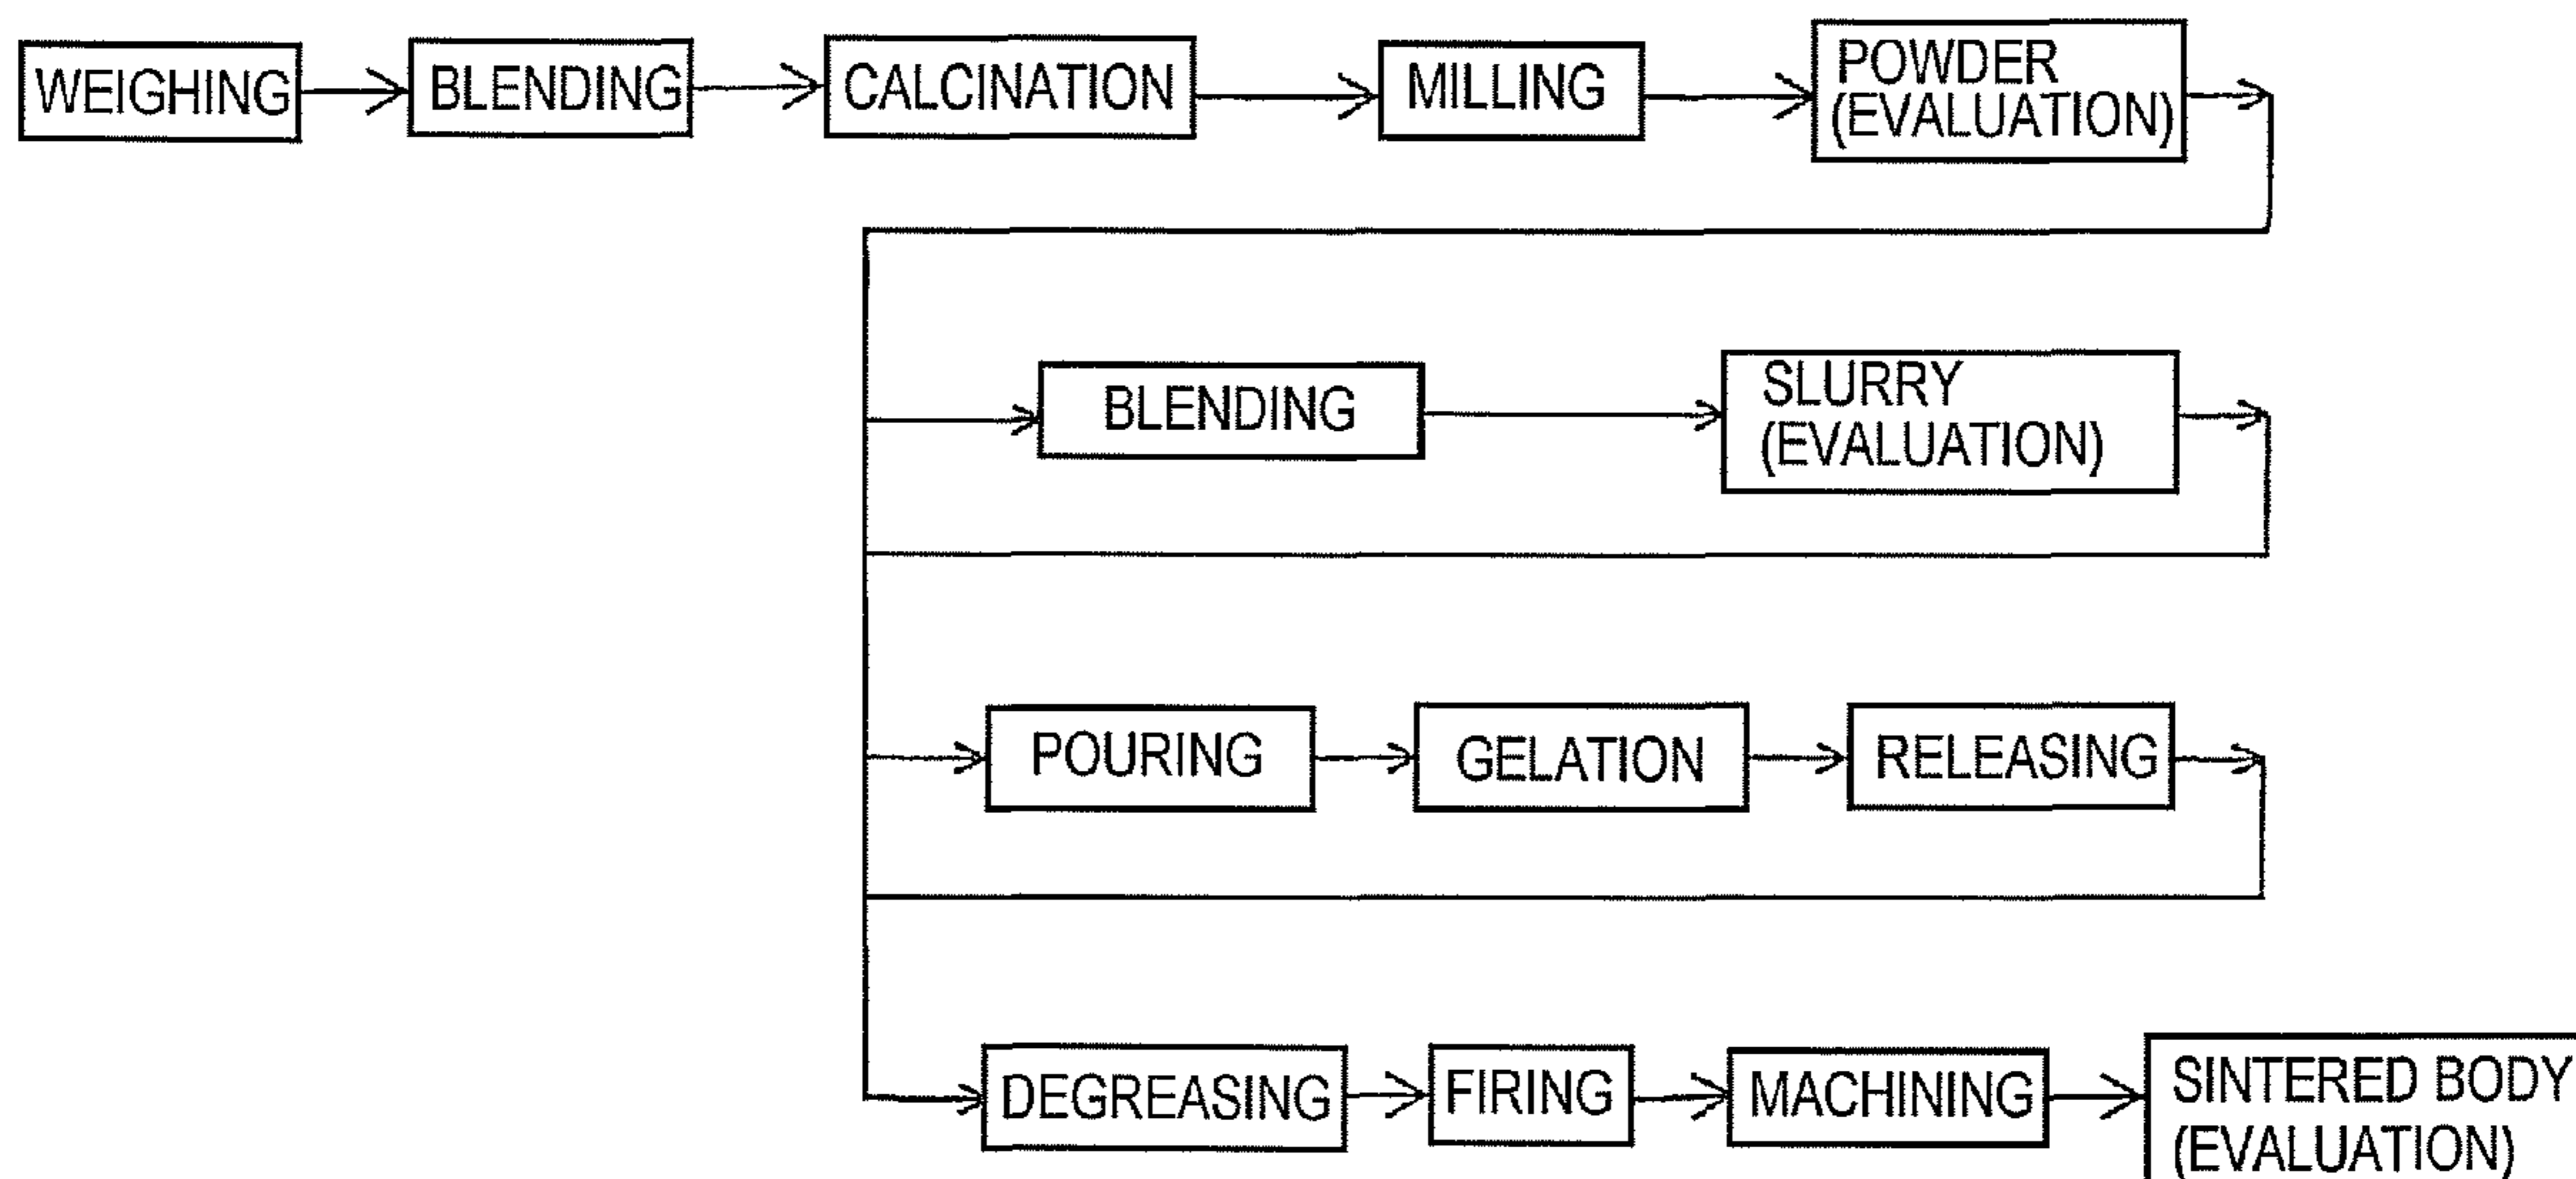 WEIGHING
BLENDING
CALCINATION
MILLING
POWDER
(EVALUATION)
BLENDING
SLURRY
(EVALUATION)
POURING
GELATION
RELEASING
DEGREASING
FIRING
MACHINING
SINTERED BODY
(EVALUATION)